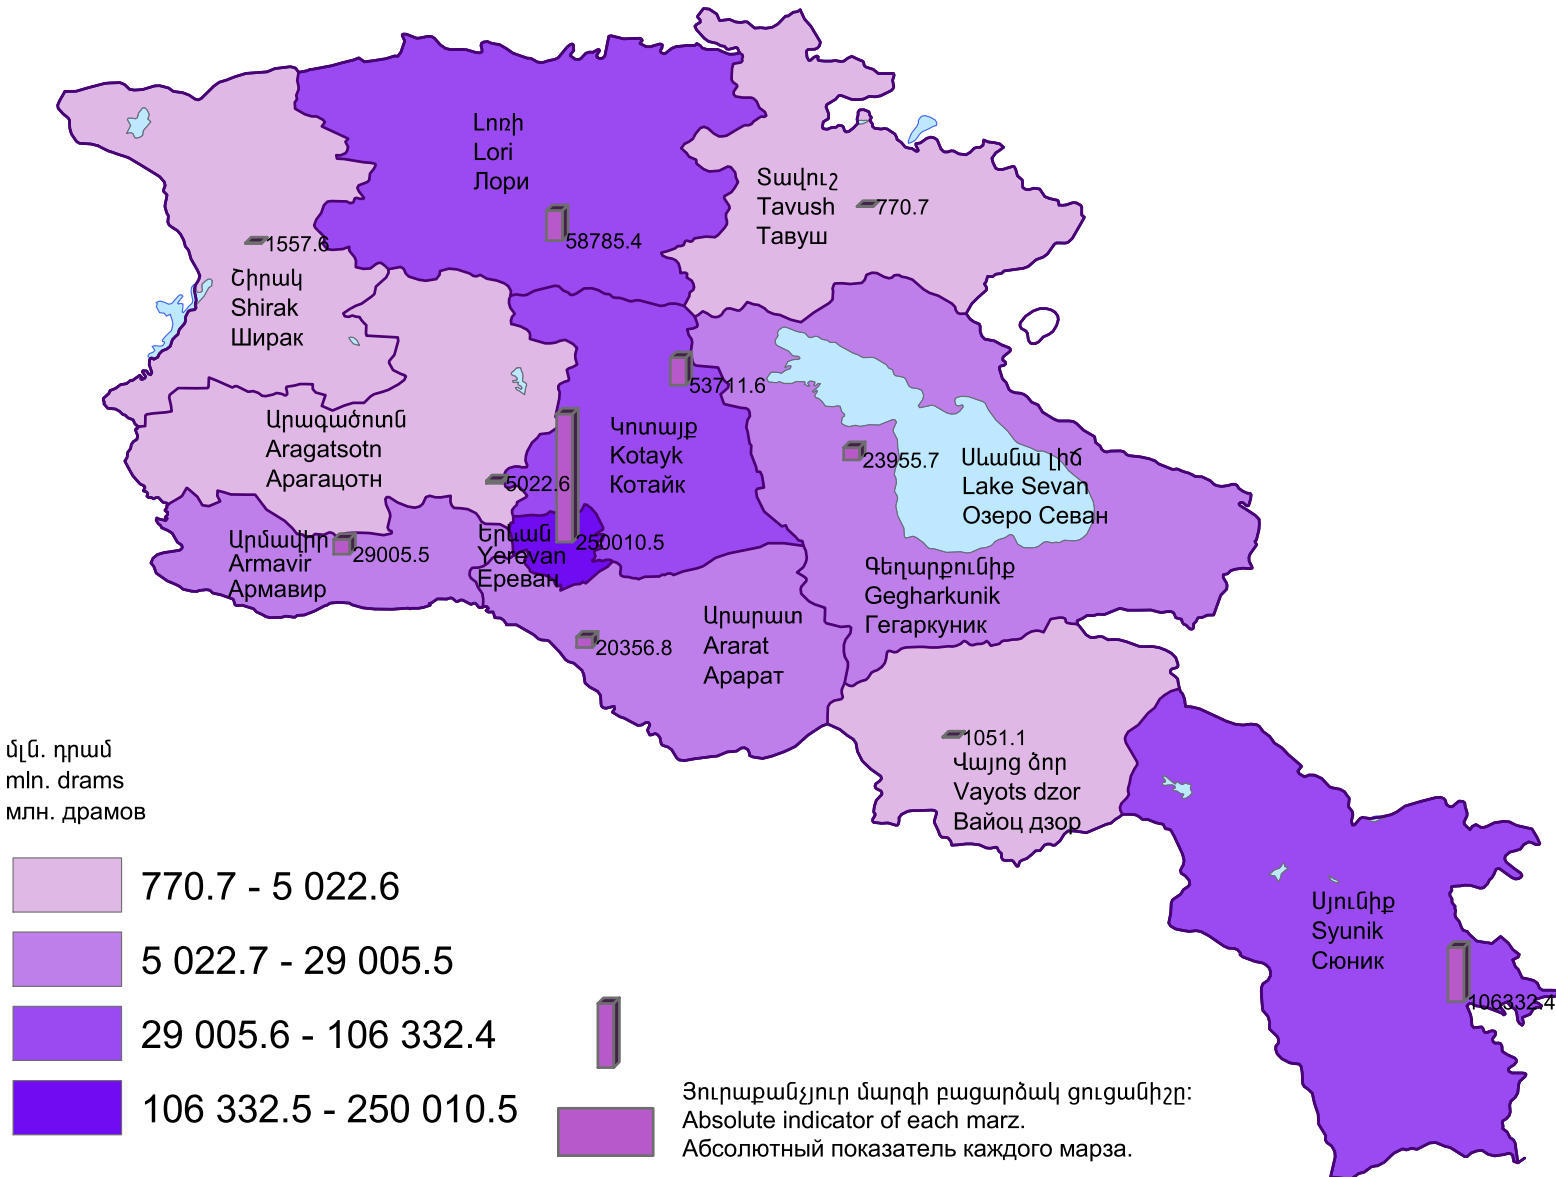 Լոռի
Lori
Лори
58785.4
Տավուշ
Tavush
Тавуш
770.7
1557.6
Շիրակ
Shirak
Ширак
53711.6
Արագածոտն
Aragatsotn
Арагацотн
5022.6
Կոտայք
Kotayk
Котайк
23955.7
Սևանա լիճ
Lake Sevan
Озеро Севан
Արմավիր
Armavir
Армавир
29005.5
Երևան
Yerevan
Ереван
250010.5
Գեղարքունիք
Gegharkunik
Гегаркуник
20356.8
Արարատ
Ararat
Арарат
1051.1
Վայոց ձոր
Vayots dzor
Вайоц дзор
Սյունիք
Syunik
Сюник
106332.4
մլն. դրամ
mln. drams
млн. драмов
770.7 - 5 022.6
5 022.7 - 29 005.5
29 005.6 - 106 332.4
106 332.5 - 250 010.5
Յուրաքանչյուր մարզի բացարձակ ցուցանիշը:
Absolute indicator of each marz.
Абсолютный показатель каждого марза.